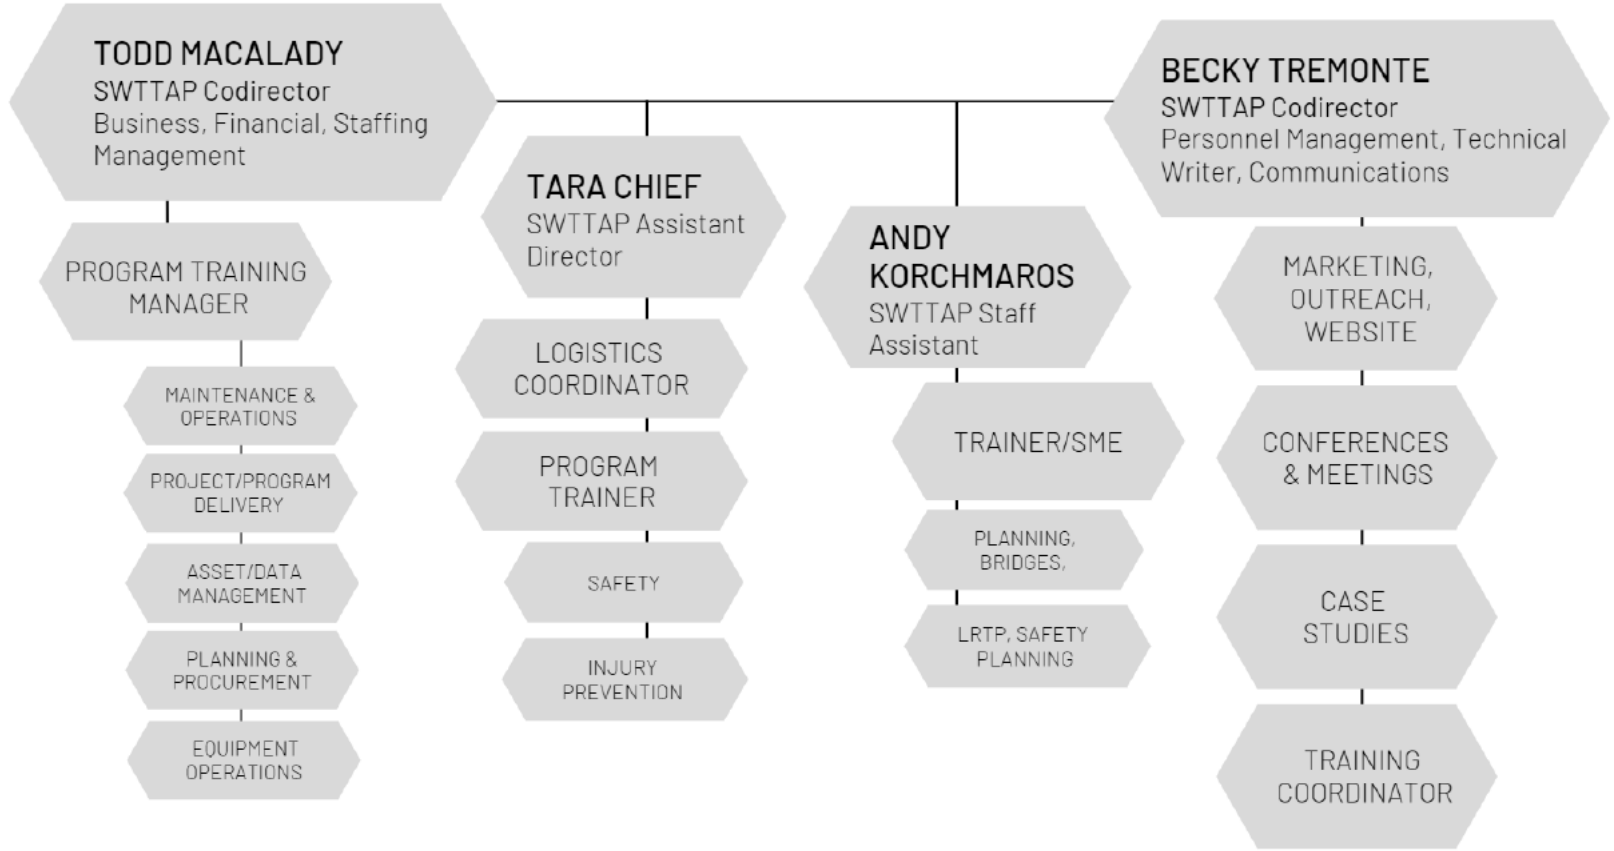 TODD MACALADY
SWTTAP Codirector
Business, Financial, Staffing
Management
PROGRAM TRAINING
MANAGER
MAINTENANCE &
OPERATIONS
PROJECT/PROGRAM
DELIVERY
ASSET/DATA
MANAGEMENT
PLANNING &
PROCUREMENT
EQUIPMENT
OPERATIONS
TARA CHIEF
SWTTAP Assistant
Director
LOGISTICS
COORDINATOR
PROGRAM
TRAINER
SAFETY
INJURY
PREVENTION
ANDY
KORCHMAROS
SWTTAP Staff
Assistant
TRAINER/SME
PLANNING,
BRIDGES,
LRTP, SAFETY
PLANNING
BECKY TREMONTE
SWTTAP Codirector
Personnel Management, Technical
Writer, Communications
MARKETING,
OUTREACH,
WEBSITE
CONFERENCES
& MEETINGS
CASE
STUDIES
TRAINING
COORDINATOR